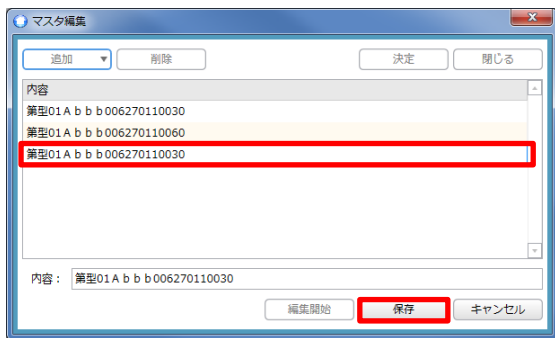 マスタ編集
追加 ▼ 削除 決定 閉じる
内容
第型01Ａｂｂｂ006270110030
第型01Ａｂｂｂ006270110060
第型01Ａｂｂｂ006270110030
内容： 第型01Ａｂｂｂ006270110030
編集開始 保存 キャンセル